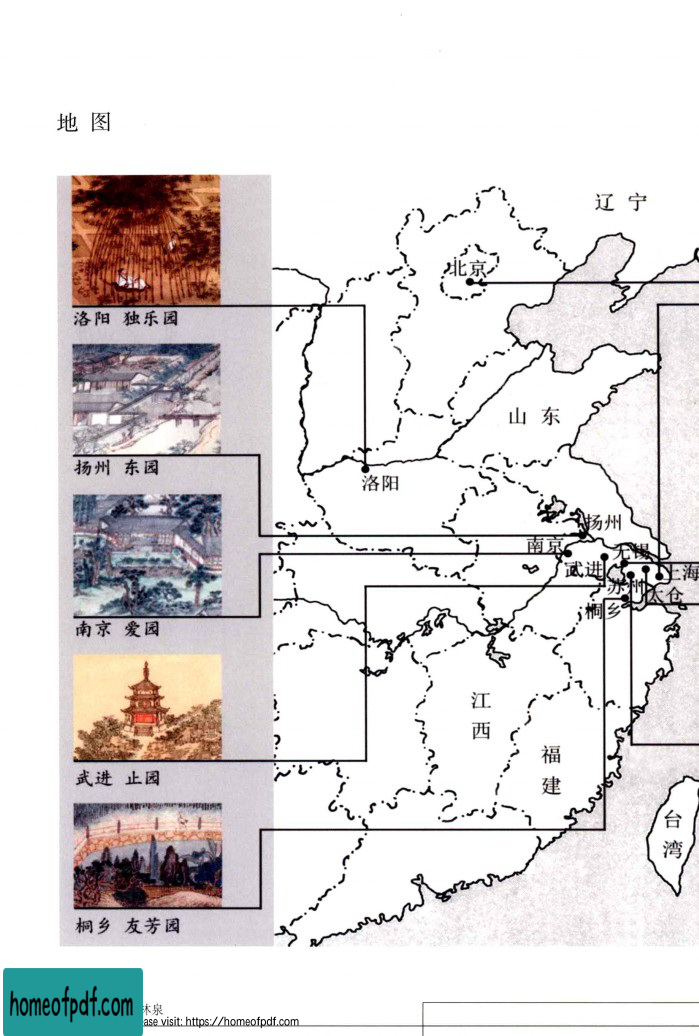 地 图
辽 宁
北京
洛阳 独乐园
山 东
扬州 东园
洛阳
扬州
南京
无锡
武进
上海
苏州
太仓
桐乡
南京 爱园
江西
武进 止园
福建
台湾
桐乡 友芳园
homeofpdf.com
林泉
ase visit: https://homeofpdf.com